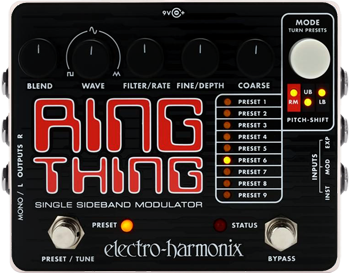 9V
MODE
TURN PRESETS
BLEND
WAVE
FILTER/RATE
FINE/DEPTH
COARSE
RM
UB
LB
PITCH-SHIFT
RING
THING
SINGLE SIDEBAND MODULATOR
PRESET 1
PRESET 2
PRESET 3
PRESET 4
PRESET 5
PRESET 6
PRESET 7
PRESET 8
PRESET 9
MONO / L OUTPUTS R
INPUTS
INST MOD EXP
PRESET
STATUS
PRESET / TUNE
electro-harmonix
BYPASS